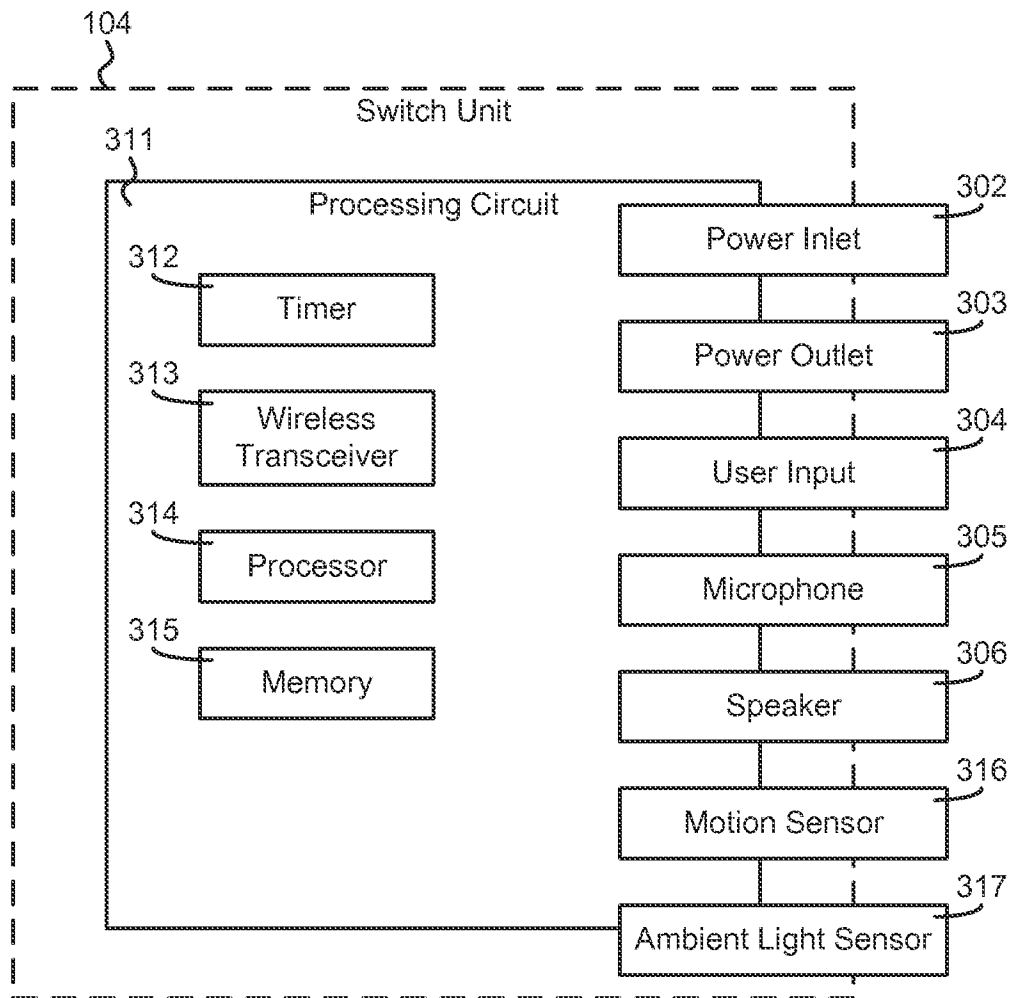 104
Switch Unit
311
Processing Circuit
302
Power Inlet
312
Timer
303
Power Outlet
313
Wireless
Transceiver
304
User Input
314
Processor
305
Microphone
315
Memory
306
Speaker
316
Motion Sensor
317
Ambient Light Sensor